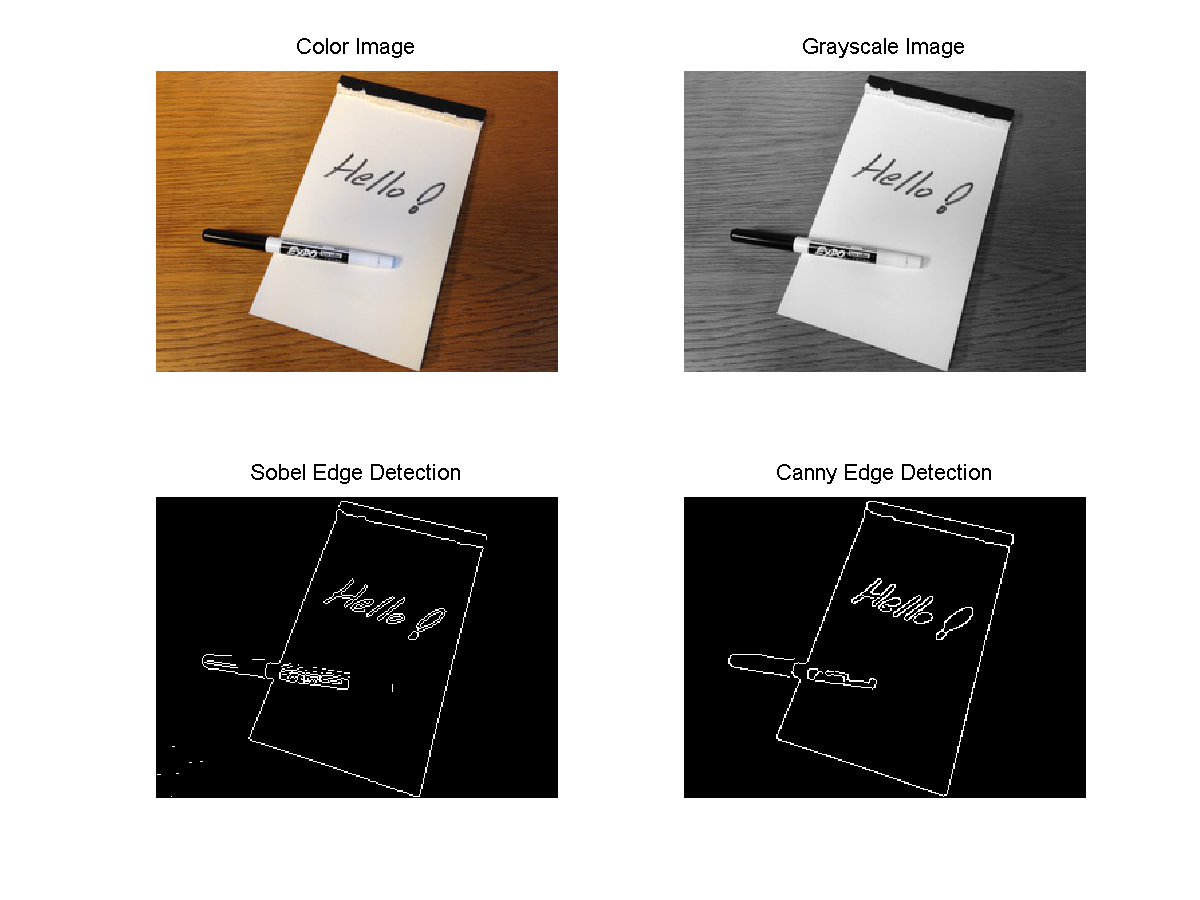 Color Image
Grayscale Image
Hello!
EXPO
Hello!
EXPO
Sobel Edge Detection
Canny Edge Detection
Hello!
Hello!